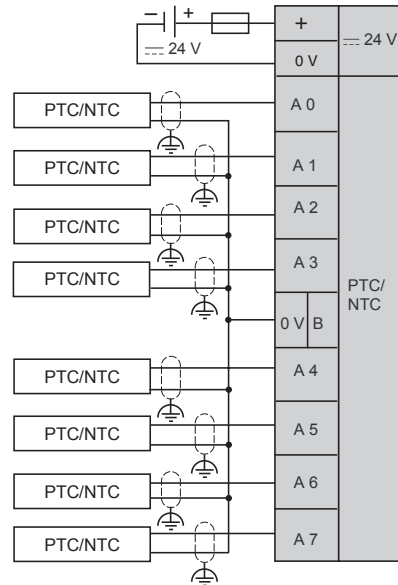 − + +
⎓ 24 V
⎓ 24 V
0 V
PTC/NTC A 0
PTC/NTC A 1
PTC/NTC A 2
PTC/NTC A 3
PTC/
NTC
0 V B
PTC/NTC A 4
PTC/NTC A 5
PTC/NTC A 6
PTC/NTC A 7